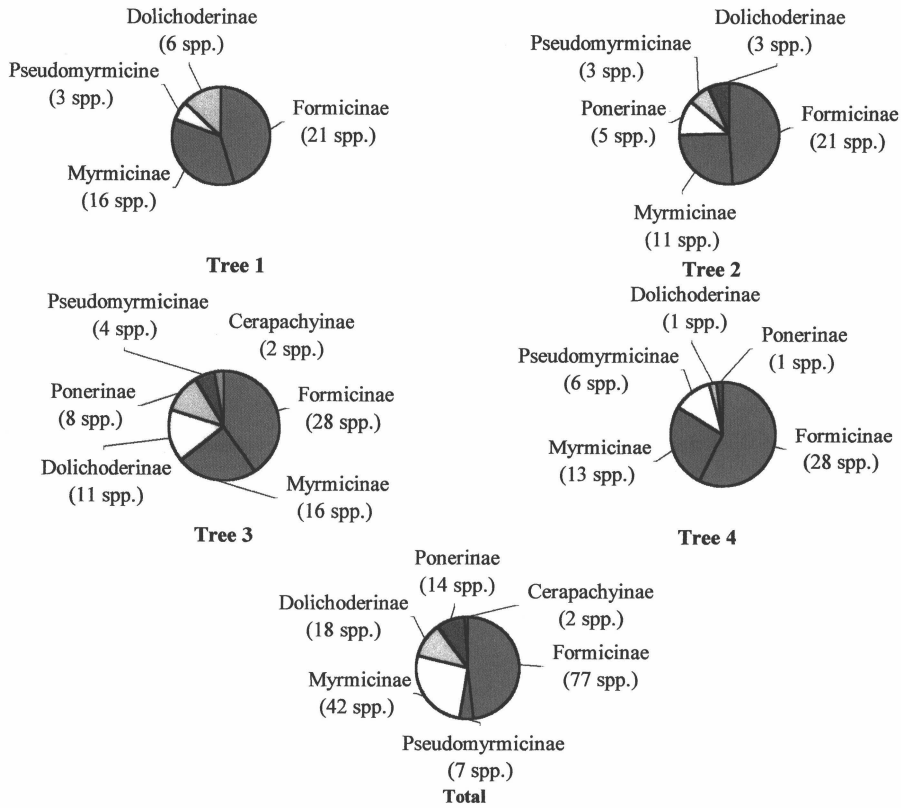 Dolichoderinae
(6 spp.)
Pseudomyrmicine
(3 spp.)
Formicinae
(21 spp.)
Myrmicinae
(16 spp.)
Tree 1
Dolichoderinae
(3 spp.)
Pseudomyrmicinae
(3 spp.)
Ponerinae
(5 spp.)
Formicinae
(21 spp.)
Myrmicinae
(11 spp.)
Tree 2
Pseudomyrmicinae
(4 spp.)
Cerapachyinae
(2 spp.)
Ponerinae
(8 spp.)
Formicinae
(28 spp.)
Dolichoderinae
(11 spp.)
Myrmicinae
(16 spp.)
Tree 3
Dolichoderinae
(1 spp.)
Ponerinae
(1 spp.)
Pseudomyrmicinae
(6 spp.)
Myrmicinae
(13 spp.)
Formicinae
(28 spp.)
Tree 4
Ponerinae
(14 spp.)
Cerapachyinae
(2 spp.)
Dolichoderinae
(18 spp.)
Formicinae
(77 spp.)
Myrmicinae
(42 spp.)
Pseudomyrmicinae
(7 spp.)
Total